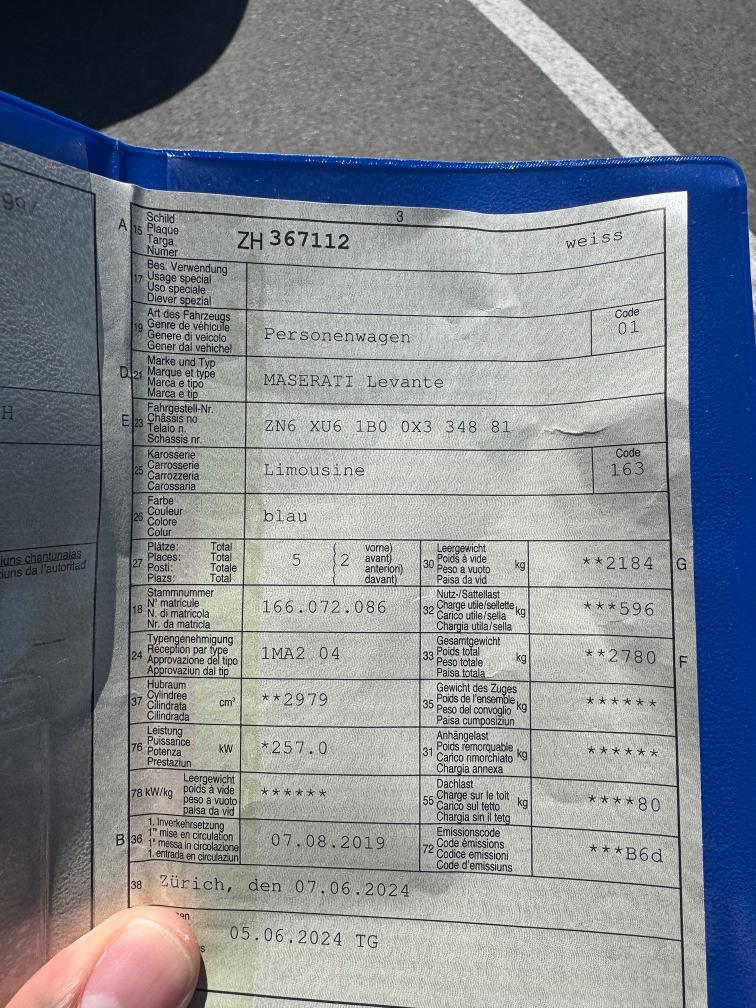 3
A 15 Schild
Plaque
Targa
Numer
ZH 367112 weiss
17 Bes. Verwendung
Usage spécial
Uso speciale
Diever spezial
19 Art des Fahrzeugs
Genre de véhicule
Genere di veicolo
Gener dal vehichel
Personenwagen
Code
01
D 21 Marke und Typ
Marque et type
Marca e tipo
Marca e tip
MASERATI Levante
E 23 Fahrgestell-Nr.
Châssis no
Telaio n.
Schassis nr.
ZN6 XU6 1B0 0X3 348 81
25 Karosserie
Carrosserie
Carrozzeria
Carossaria
Limousine
Code
163
26 Farbe
Couleur
Colore
Colur
blau
27 Plätze: Total
Places: Total
Posti: Totale
Plazs: Total
5 { 2 vorne)
avant)
anteriori)
davant)
30 Leergewicht
Poids à vide
Peso a vuoto
Paisa da vid
kg
**2184 G
18 Stammnummer
N° matricule
N. di matricola
Nr. da matricla
166.072.086
32 Nutz-/Sattellast
Charge utile/sellette
Carico utile/sella
Chargia utila/sella
kg
***596
24 Typengenehmigung
Réception par type
Approvazione del tipo
Approvaziun dal tip
1MA2 04
33 Gesamtgewicht
Poids total
Peso totale
Paisa totala
kg
**2780 F
37 Hubraum
Cylindrée
Cilindrata
Cilindrada
cm³
**2979
35 Gewicht des Zuges
Poids de l'ensemble
Peso del convoglio
Paisa cumposiziun
kg
******
76 Leistung
Puissance
Potenza
Prestaziun
kW
*257.0
31 Anhängelast
Poids remorquable
Carico rimorchiato
Chargia annexa
kg
******
78 kW/kg Leergewicht
poids à vide
peso a vuoto
paisa da vid
******
55 Dachlast
Charge sur le toit
Carico sul tetto
Chargia sin il tetg
kg
****80
B 36 1. Inverkehrsetzung
1re mise en circulation
1a messa in circolazione
1. entrada en circulaziun
07.08.2019
72 Emissionscode
Code émissions
Codice emissioni
Code d'emissiuns
***B6d
38 Zürich, den 07.06.2024
05.06.2024 TG
H
iuns chantunalas
tiuns da l'autoritad